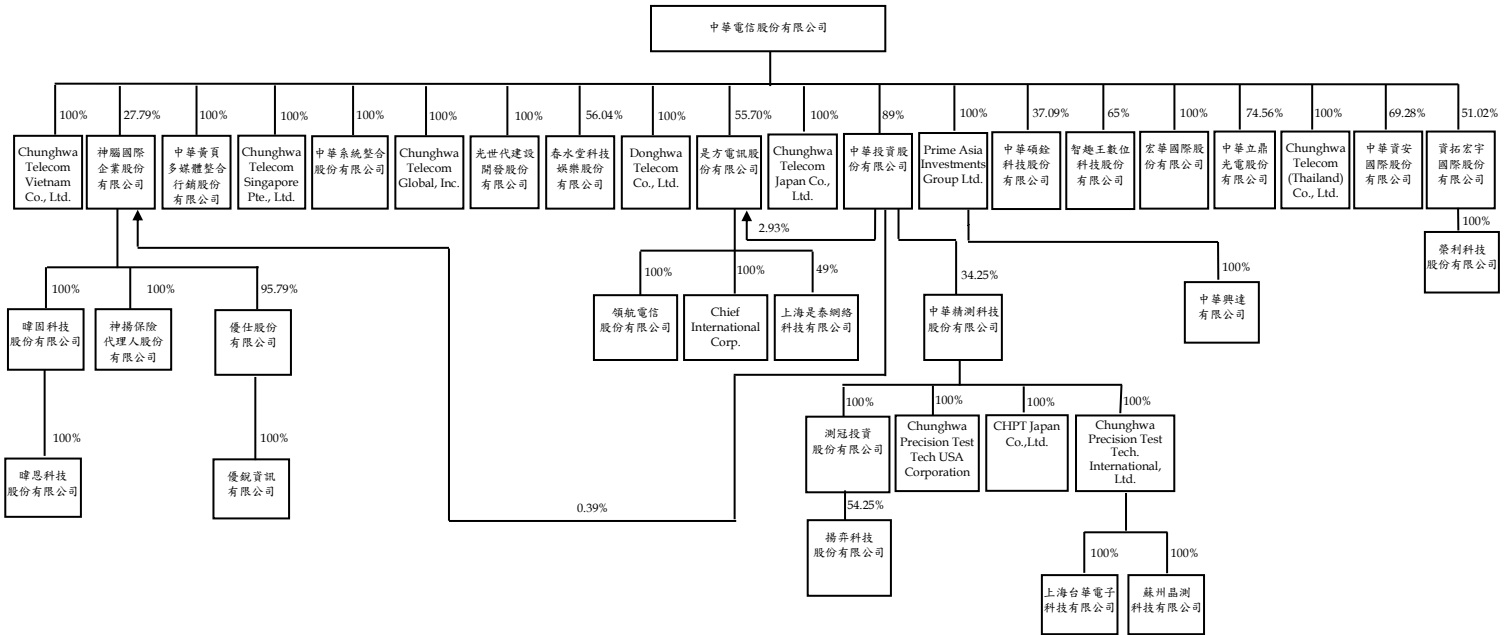 中華電信股份有限公司
100%
27.79%
100%
100%
100%
100%
100%
56.04%
100%
55.70%
100%
89%
100%
37.09%
65%
100%
74.56%
100%
69.28%
51.02%
Chunghwa
Telecom
Vietnam
Co., Ltd.
神腦國際
企業股份
有限公司
中華黃頁
多媒體整合
行銷股份
有限公司
Chunghwa
Telecom
Singapore
Pte., Ltd.
中華系統整合
股份有限公司
Chunghwa
Telecom
Global, Inc.
光世代建設
開發股份
有限公司
春水堂科技
娛樂股份
有限公司
Donghwa
Telecom
Co., Ltd.
是方電訊股
份有限公司
Chunghwa
Telecom
Japan Co.,
Ltd.
中華投資股
份有限公司
Prime Asia
Investments
Group Ltd.
中華碩銓
科技股份
有限公司
智趣王數位
科技股份
有限公司
宏華國際股
份有限公司
中華立鼎
光電股份
有限公司
Chunghwa
Telecom
(Thailand)
Co., Ltd.
中華資安
國際股份
有限公司
資拓宏宇
國際股份
有限公司
2.93%
100%
榮利科技
股份有限公司
100%
100%
95.79%
100%
100%
49%
34.25%
100%
暐固科技
股份有限公司
神揚保險
代理人股份
有限公司
優仕股份
有限公司
領航電信
股份有限公司
Chief
International
Corp.
上海是泰網絡
科技有限公司
中華精測科技
股份有限公司
中華興達
有限公司
100%
100%
100%
100%
100%
100%
測冠投資
股份有限公司
Chunghwa
Precision Test
Tech USA
Corporation
CHPT Japan
Co.,Ltd.
Chunghwa
Precision Test
Tech.
International,
Ltd.
暐恩科技
股份有限公司
優銳資訊
有限公司
0.39%
54.25%
揚弈科技
股份有限公司
100%
100%
上海台華電子
科技有限公司
蘇州晶測
科技有限公司